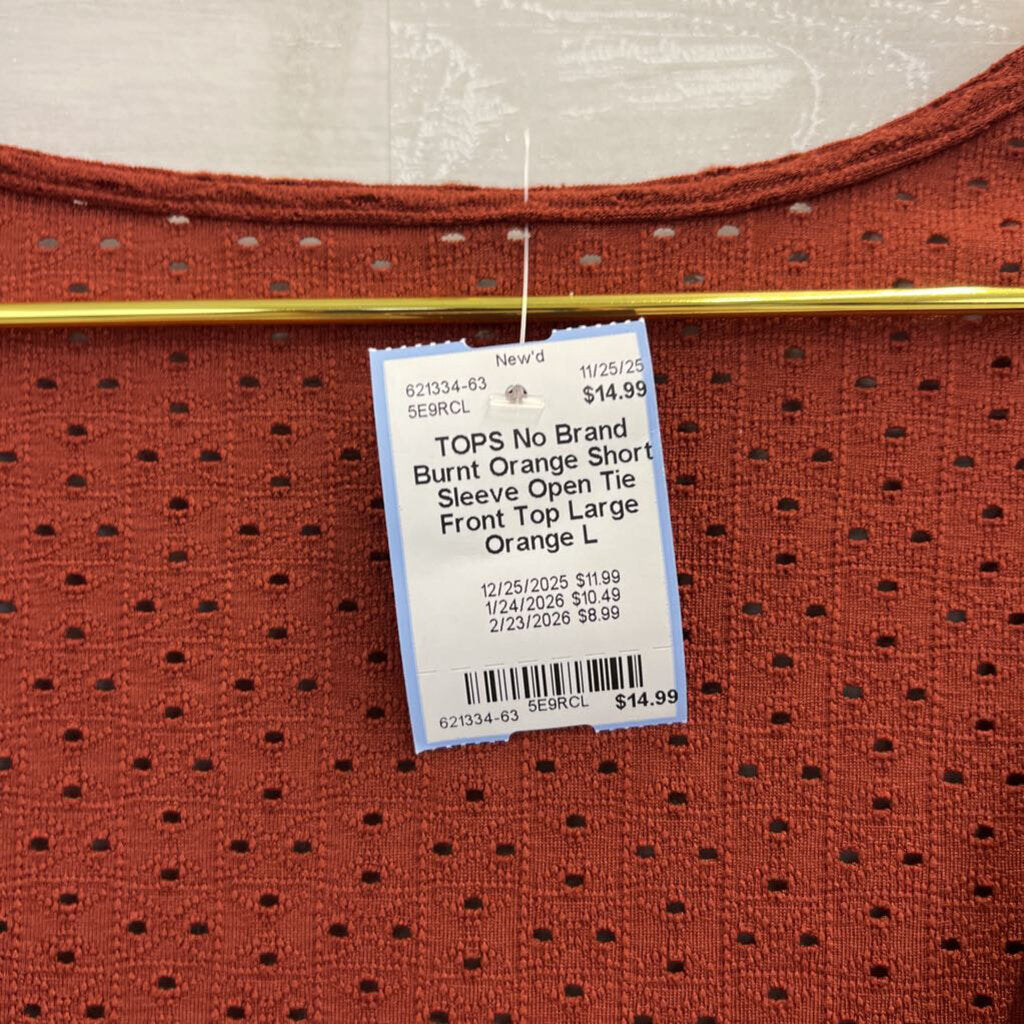 New'd
621334-63 11/25/25
5E9RCL $14.99
TOPS No Brand
Burnt Orange Short
Sleeve Open Tie
Front Top Large
Orange L
12/25/2025 $11.99
1/24/2026 $10.49
2/23/2026 $8.99
621334-63 5E9RCL $14.99